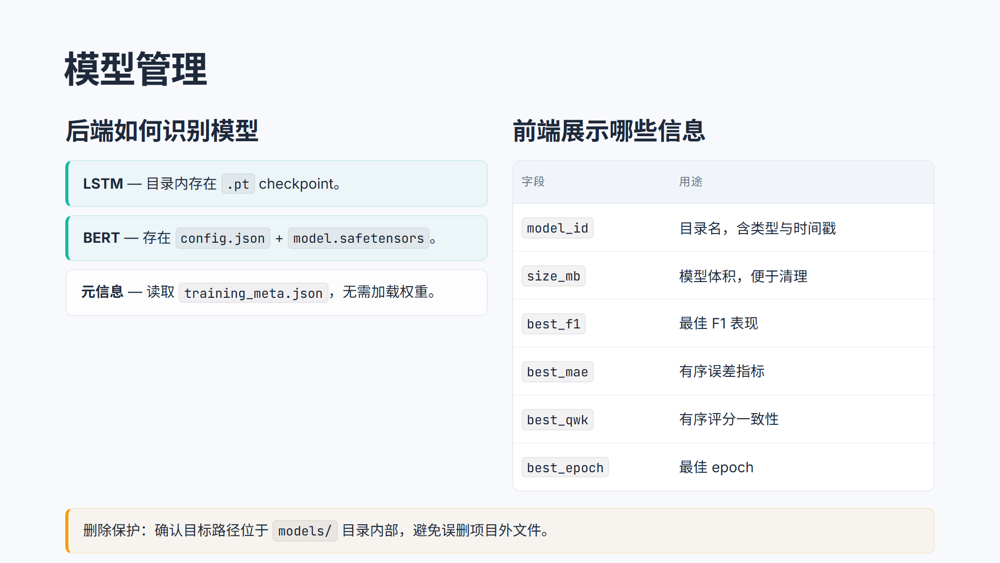 模型管理
后端如何识别模型
LSTM — 目录内存在 .pt checkpoint。
BERT — 存在 config.json + model.safetensors。
元信息 — 读取 training_meta.json，无需加载权重。
前端展示哪些信息
字段 用途
model_id 目录名，含类型与时间戳
size_mb 模型体积，便于清理
best_f1 最佳 F1 表现
best_mae 有序误差指标
best_qwk 有序评分一致性
best_epoch 最佳 epoch
删除保护：确认目标路径位于 models/ 目录内部，避免误删项目外文件。